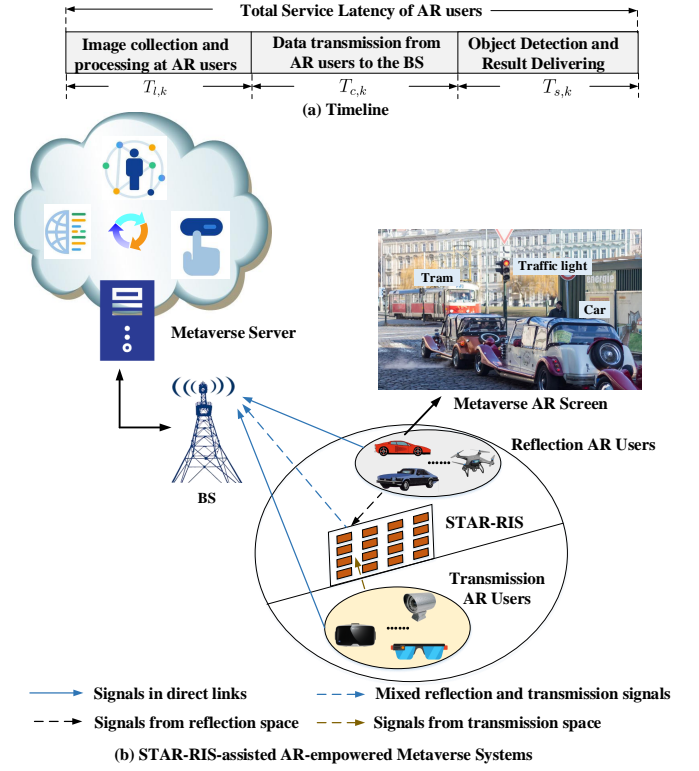 Total Service Latency of AR users
Image collection and
processing at AR users
Data transmission from
AR users to the BS
Object Detection and
Result Delivering
T_{l,k}
T_{c,k}
T_{s,k}
(a) Timeline
Metaverse Server
Tram
Traffic light
énergie
Car
Metaverse AR Screen
Reflection AR Users
BS
STAR-RIS
Transmission
AR Users
Signals in direct links
Mixed reflection and transmission signals
Signals from reflection space
Signals from transmission space
(b) STAR-RIS-assisted AR-empowered Metaverse Systems